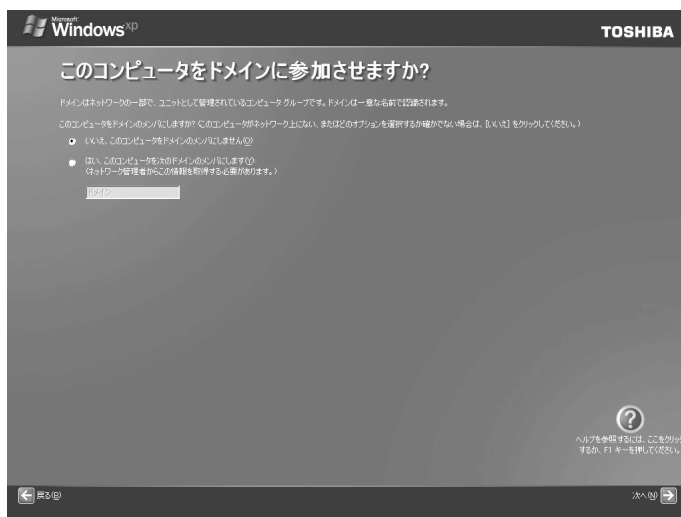 Microsoft
Windows xp
TOSHIBA
このコンピュータをドメインに参加させますか?
ドメインはネットワークの一部で、ユニットとして管理されているコンピュータ グループです。ドメインは一意な名前で認識されます。
このコンピュータをドメインのメンバにしますか? (このコンピュータがネットワーク上にない、またはどのオプションを選択するか確かでない場合は、[いいえ] をクリックしてください。)
いいえ、このコンピュータをドメインのメンバにしません(O)
はい、このコンピュータを次のドメインのメンバにします(Y):
(ネットワーク管理者からこの情報を取得する必要があります。)
ドメイン
ヘルプを参照するには、ここをクリッ
するか、F1 キーを押してください。
戻る(B)
次へ(N)